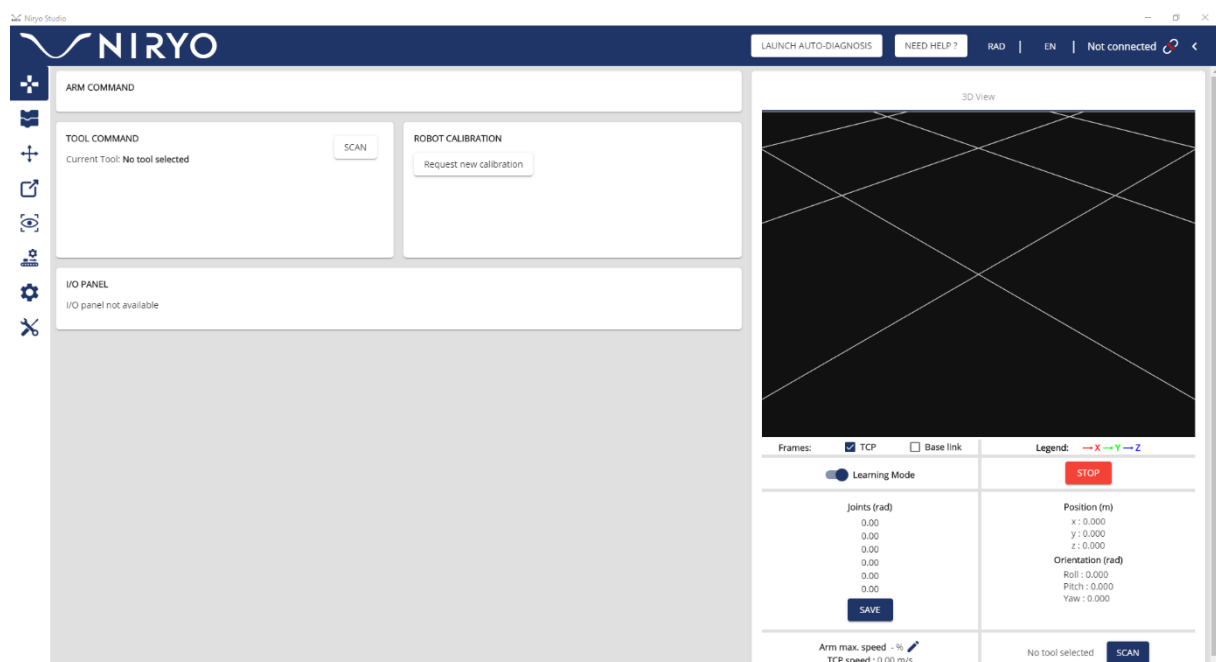 Niryo Studio
NIRYO
LAUNCH AUTO-DIAGNOSIS
NEED HELP ?
RAD | EN | Not connected
ARM COMMAND
TOOL COMMAND
SCAN
Current Tool: No tool selected
ROBOT CALIBRATION
Request new calibration
I/O PANEL
I/O panel not available
3D View
Frames: TCP Base link
Legend: X Y Z
Learning Mode
STOP
Joints (rad)
0.00
0.00
0.00
0.00
0.00
0.00
SAVE
Position (m)
x : 0.000
y : 0.000
z : 0.000
Orientation (rad)
Roll : 0.000
Pitch : 0.000
Yaw : 0.000
Arm max. speed - %
TCP speed : 0.00 m/s
No tool selected
SCAN